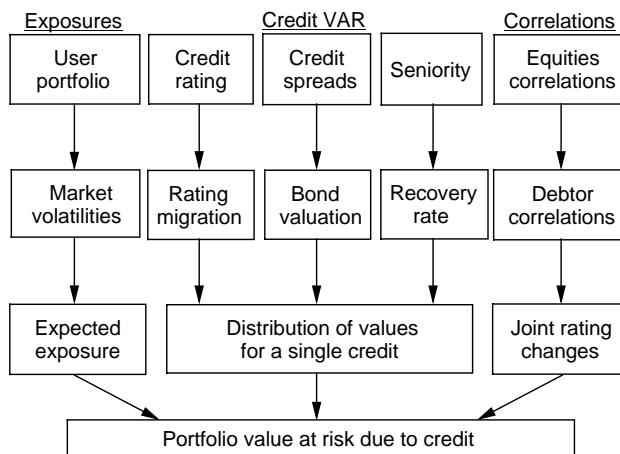 Exposures
Credit VAR
Correlations
User
portfolio
Credit
rating
Credit
spreads
Seniority
Equities
correlations
Market
volatilities
Rating
migration
Bond
valuation
Recovery
rate
Debtor
correlations
Expected
exposure
Distribution of values
for a single credit
Joint rating
changes
Portfolio value at risk due to credit